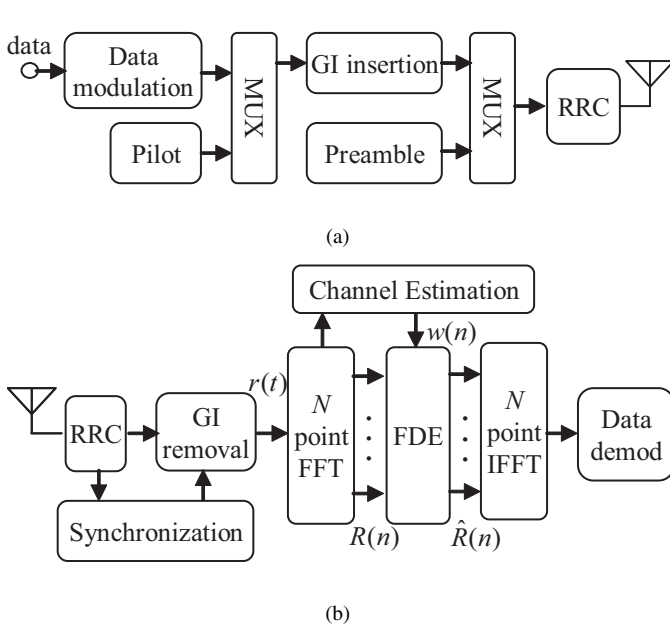 data
Data
modulation
Pilot
MUX
GI insertion
Preamble
MUX
RRC
(a)
Channel Estimation
w(n)
r(t)
RRC
GI
removal
Synchronization
N
point
FFT
R(n)
FDE
R̂(n)
N
point
IFFT
Data
demod
(b)